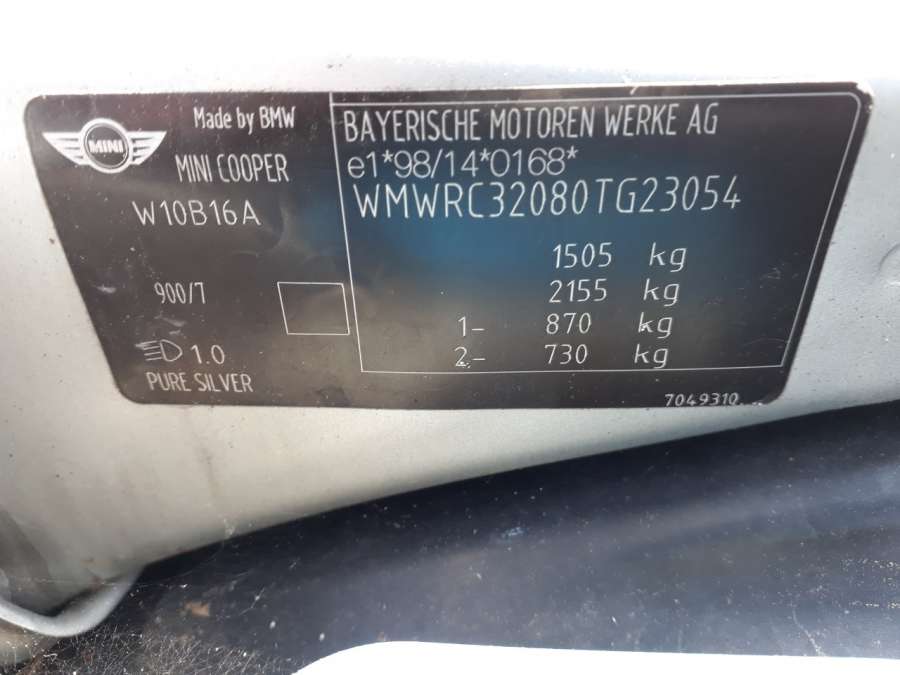 MINI
Made by BMW
MINI COOPER
W10B16A
900/7
1.0
PURE SILVER
BAYERISCHE MOTOREN WERKE AG
e1*98/14*0168*
WMWRC32080TG23054
1505 kg
2155 kg
1- 870 kg
2- 730 kg
7049310